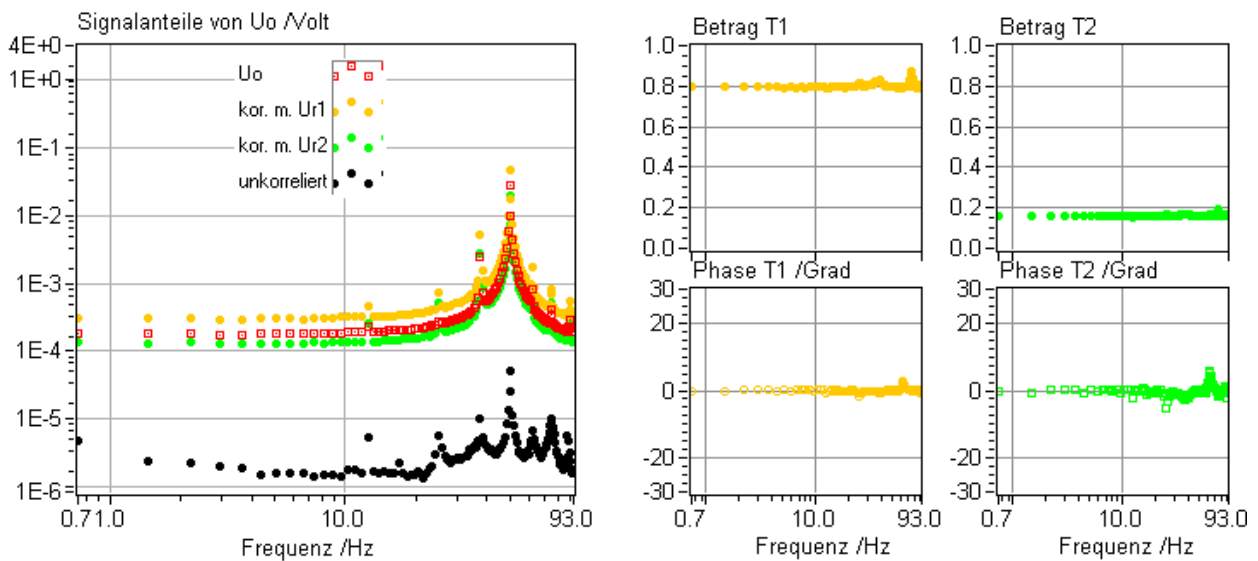 Signalanteile von Uo /Volt
4E+0
1E+0
1E-1
1E-2
1E-3
1E-4
1E-5
1E-6
Uo
kor. m. Ur1
kor. m. Ur2
unkorreliert
0.71.0
10.0
93.0
Frequenz /Hz
Betrag T1
1.0
0.8
0.6
0.4
0.2
0.0
Betrag T2
1.0
0.8
0.6
0.4
0.2
0.0
Phase T1 /Grad
30
20
0
-20
-30
0.7
10.0
93.0
Frequenz /Hz
Phase T2 /Grad
30
20
0
-20
-30
0.7
10.0
93.0
Frequenz /Hz